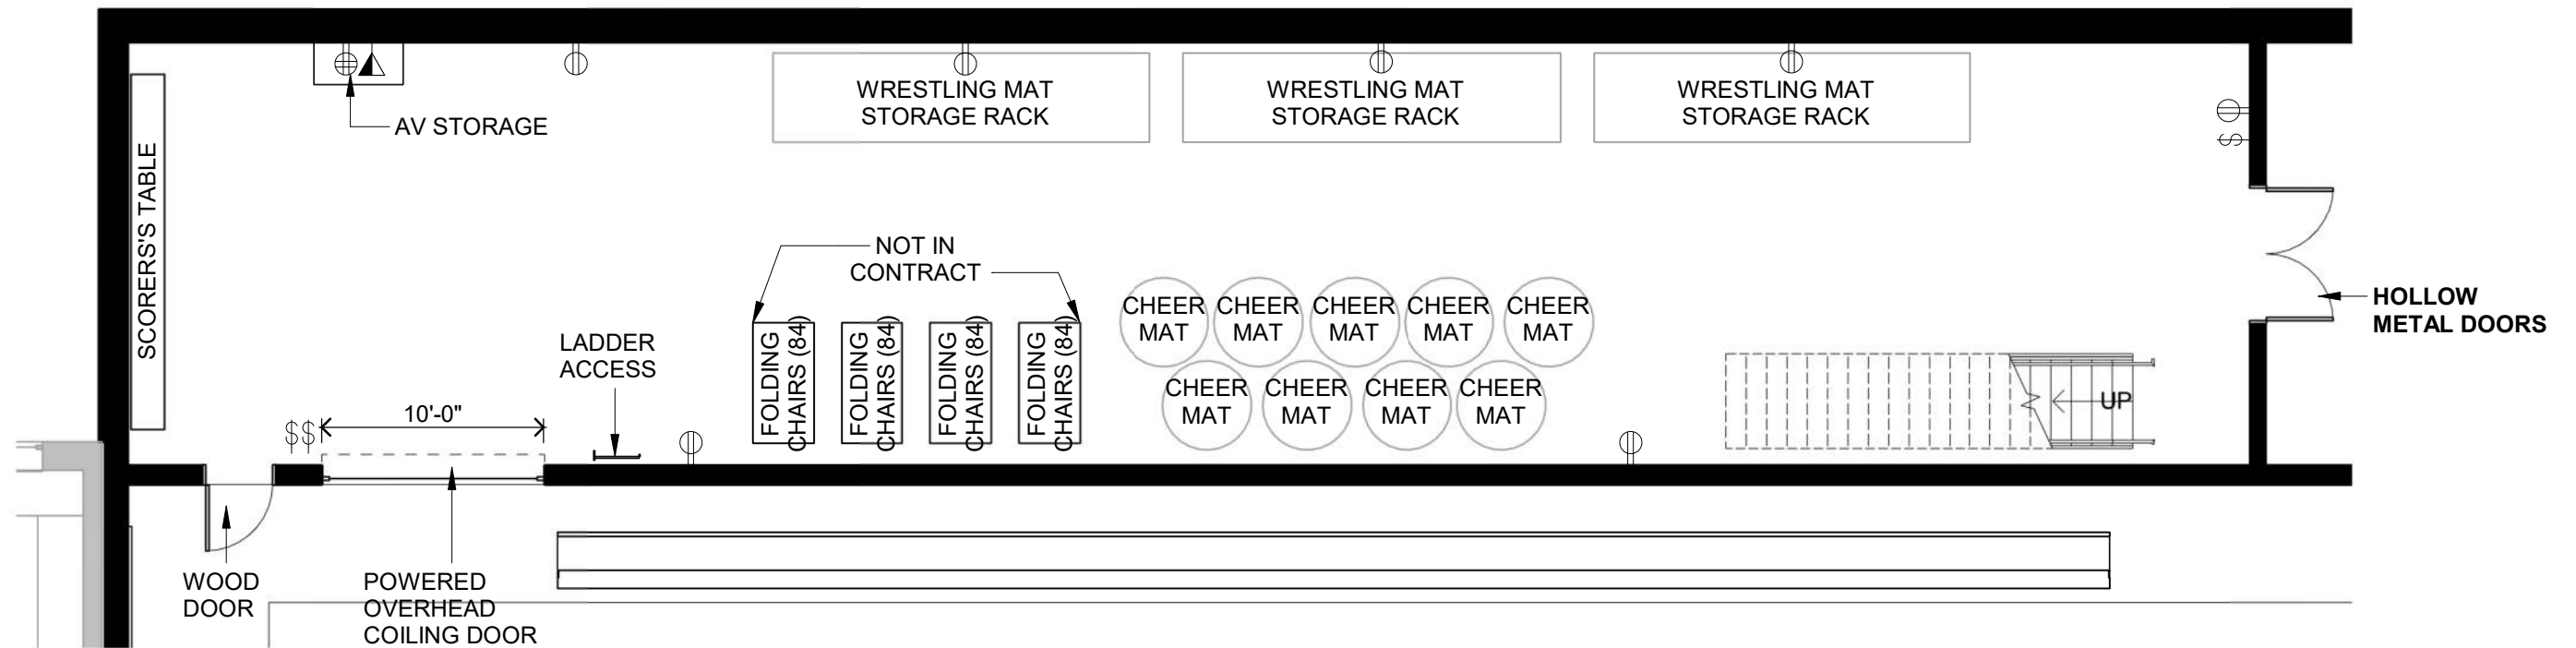 WRESTLING MAT
STORAGE RACK
WRESTLING MAT
STORAGE RACK
WRESTLING MAT
STORAGE RACK
AV STORAGE
SCORERS'S TABLE
$
NOT IN
CONTRACT
HOLLOW
METAL DOORS
LADDER
ACCESS
FOLDING
CHAIRS (84)
FOLDING
CHAIRS (84)
FOLDING
CHAIRS (84)
FOLDING
CHAIRS (84)
CHEER
MAT
CHEER
MAT
CHEER
MAT
CHEER
MAT
CHEER
MAT
CHEER
MAT
CHEER
MAT
CHEER
MAT
CHEER
MAT
UP
$$
10'-0"
WOOD
DOOR
POWERED
OVERHEAD
COILING DOOR